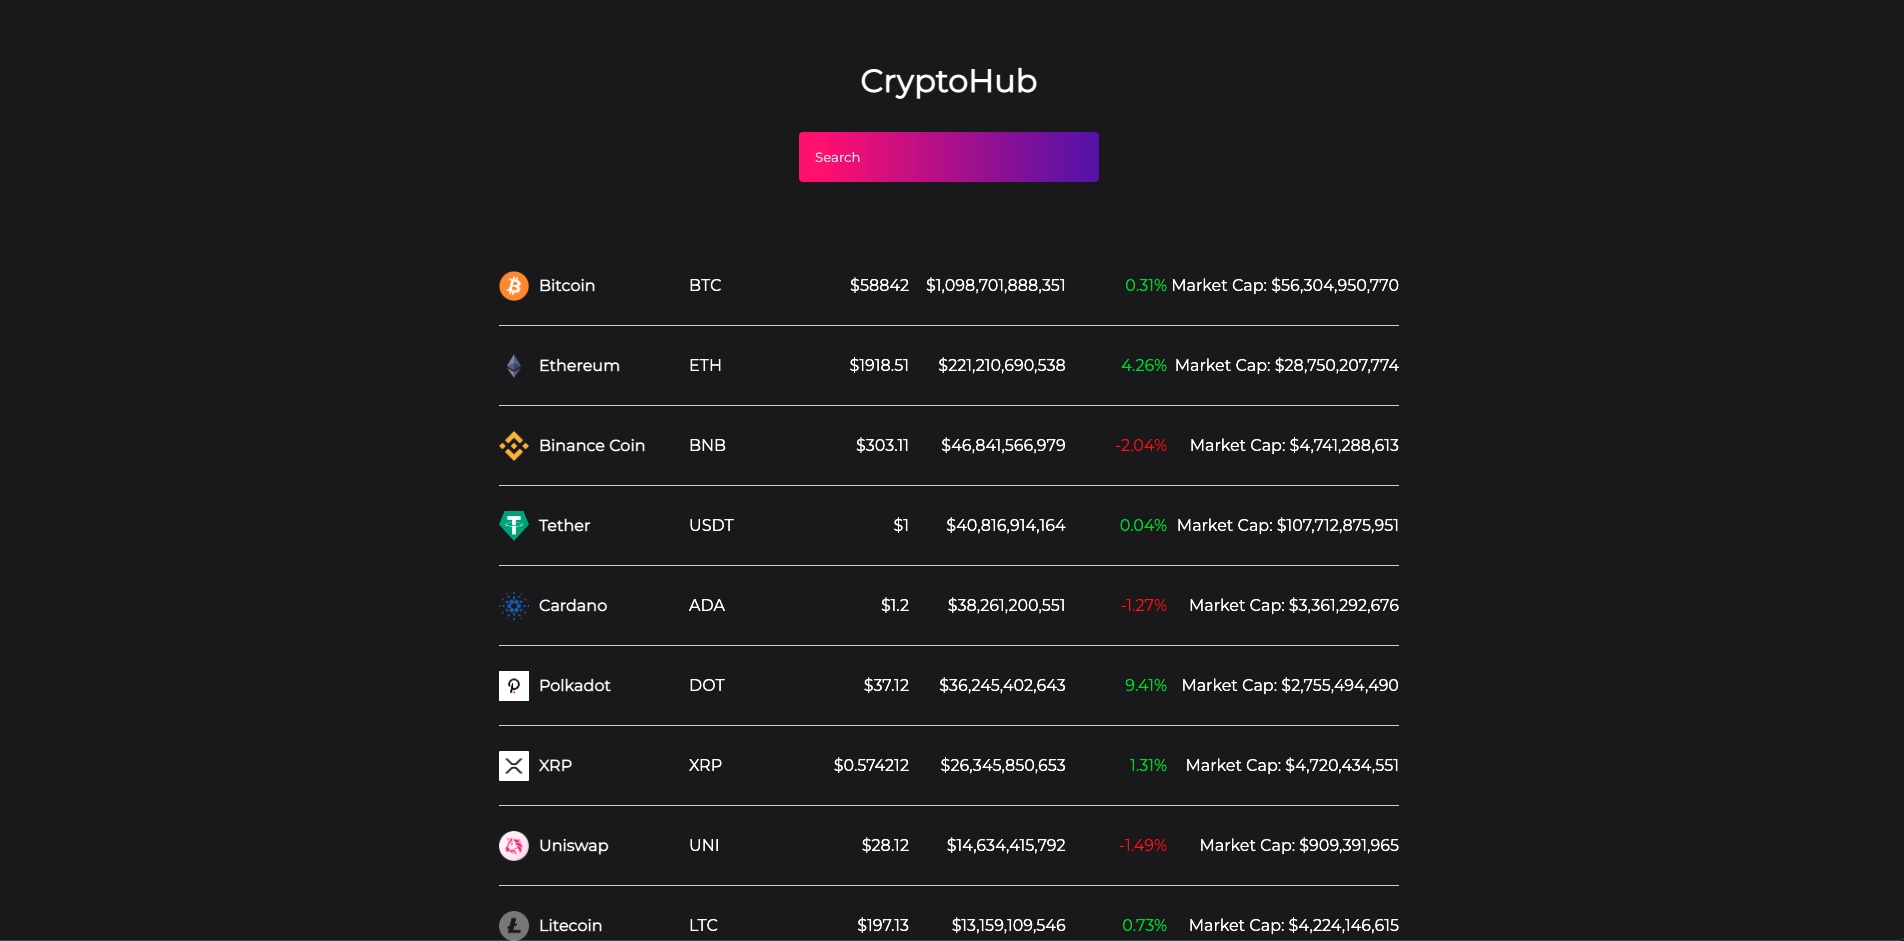 CryptoHub
Search
Bitcoin BTC $58842 $1,098,701,888,351 0.31% Market Cap: $56,304,950,770
Ethereum ETH $1918.51 $221,210,690,538 4.26% Market Cap: $28,750,207,774
Binance Coin BNB $303.11 $46,841,566,979 -2.04% Market Cap: $4,741,288,613
Tether USDT $1 $40,816,914,164 0.04% Market Cap: $107,712,875,951
Cardano ADA $1.2 $38,261,200,551 -1.27% Market Cap: $3,361,292,676
Polkadot DOT $37.12 $36,245,402,643 9.41% Market Cap: $2,755,494,490
XRP XRP $0.574212 $26,345,850,653 1.31% Market Cap: $4,720,434,551
Uniswap UNI $28.12 $14,634,415,792 -1.49% Market Cap: $909,391,965
Litecoin LTC $197.13 $13,159,109,546 0.73% Market Cap: $4,224,146,615